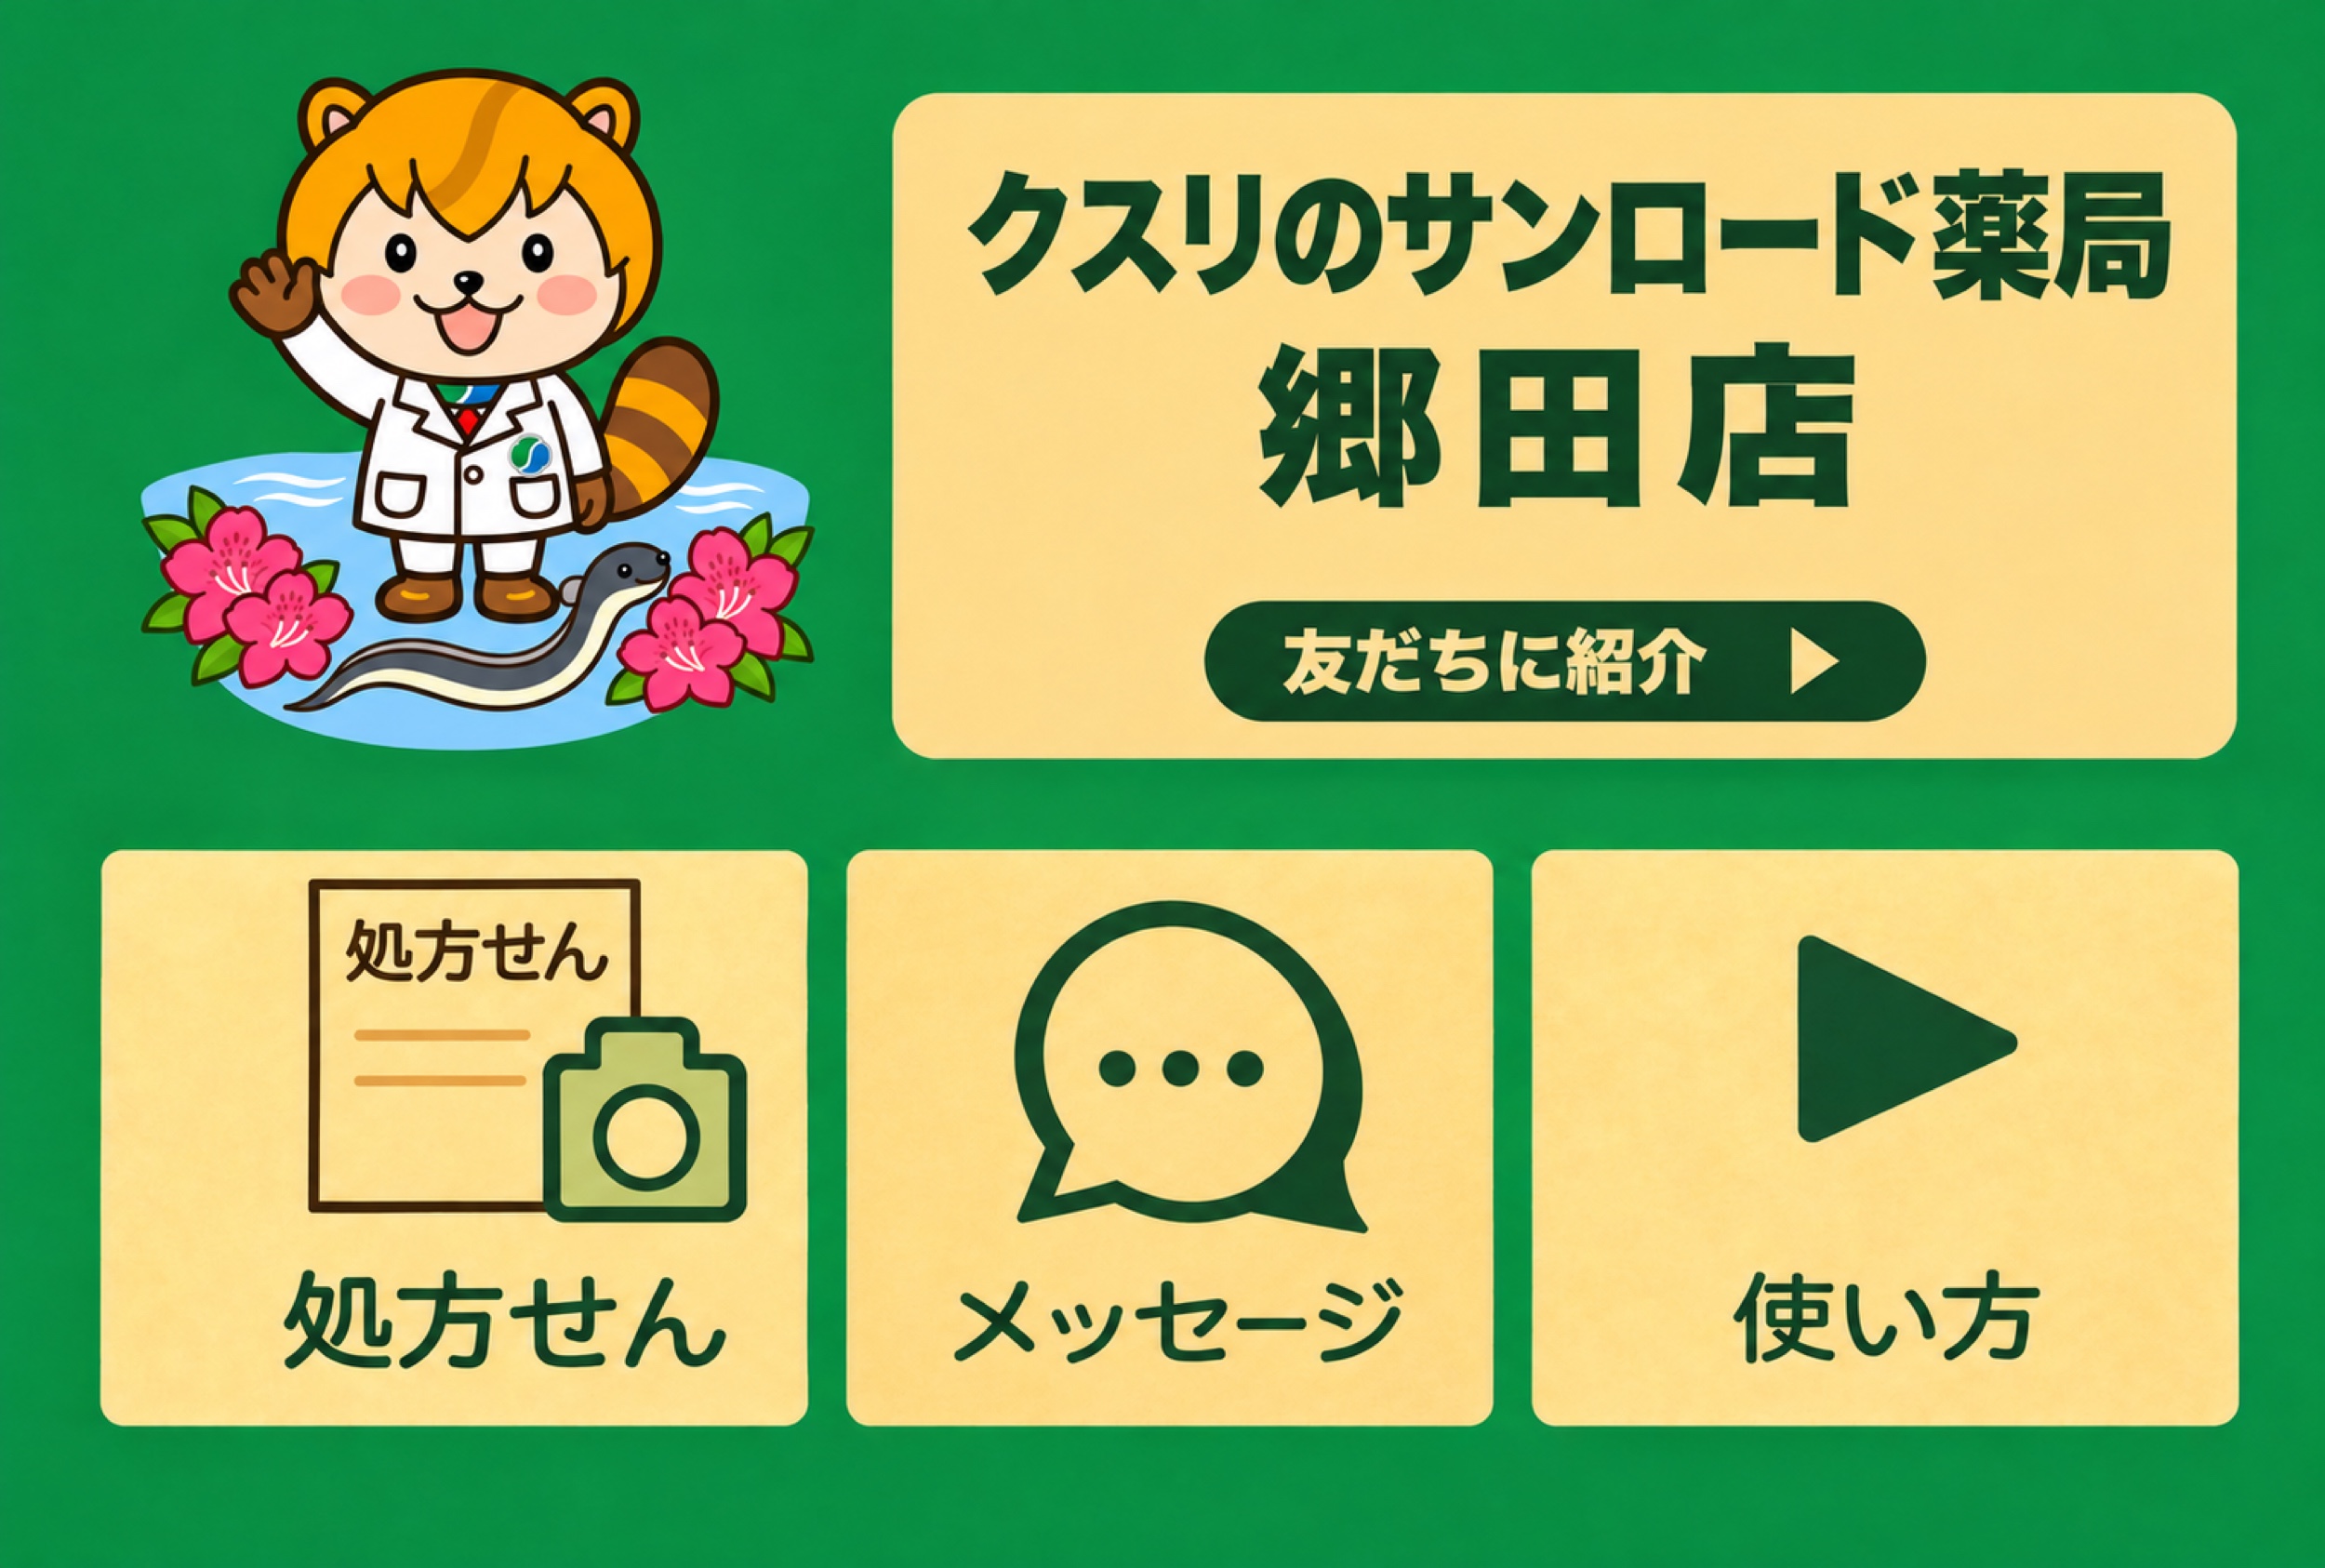 クスリのサンロード薬局
郷田店
友だちに紹介
処方せん
処方せん
メッセージ
使い方